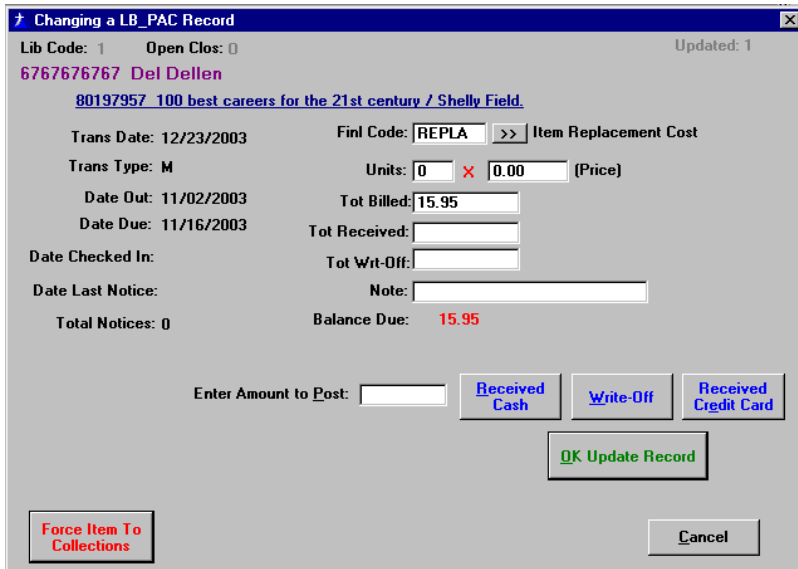 Changing a LB_PAC Record
Lib Code: 1 Open Clos: 0 Updated: 1
6767676767 Del Dellen
80197957 100 best careers for the 21st century / Shelly Field.
Trans Date: 12/23/2003 Finl Code: REPLA >> Item Replacement Cost
Trans Type: M Units: 0 X 0.00 (Price)
Date Out: 11/02/2003 Tot Billed: 15.95
Date Due: 11/16/2003 Tot Received:
Date Checked In: Tot Wrt-Off:
Date Last Notice: Note:
Total Notices: 0 Balance Due: 15.95
Enter Amount to Post: Received Cash Write-Off Received Credit Card
OK Update Record
Force Item To Collections Cancel